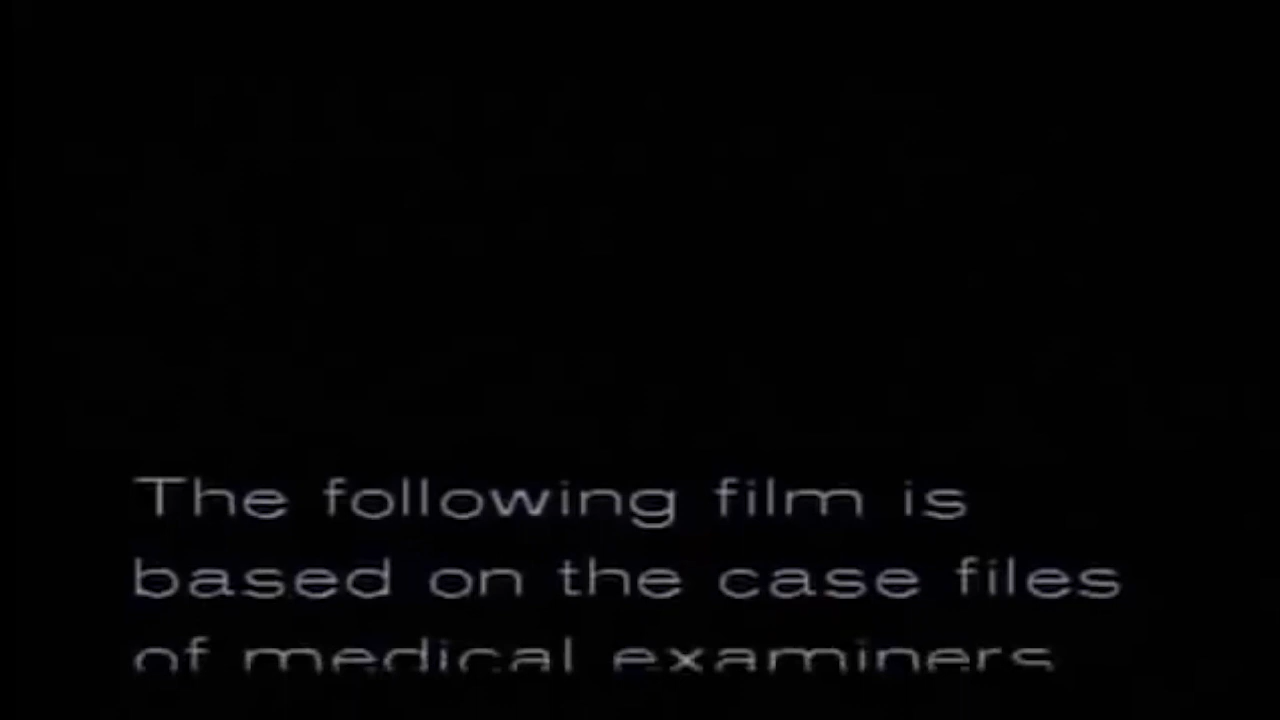 The following film is
based on the case files
of medical examiners